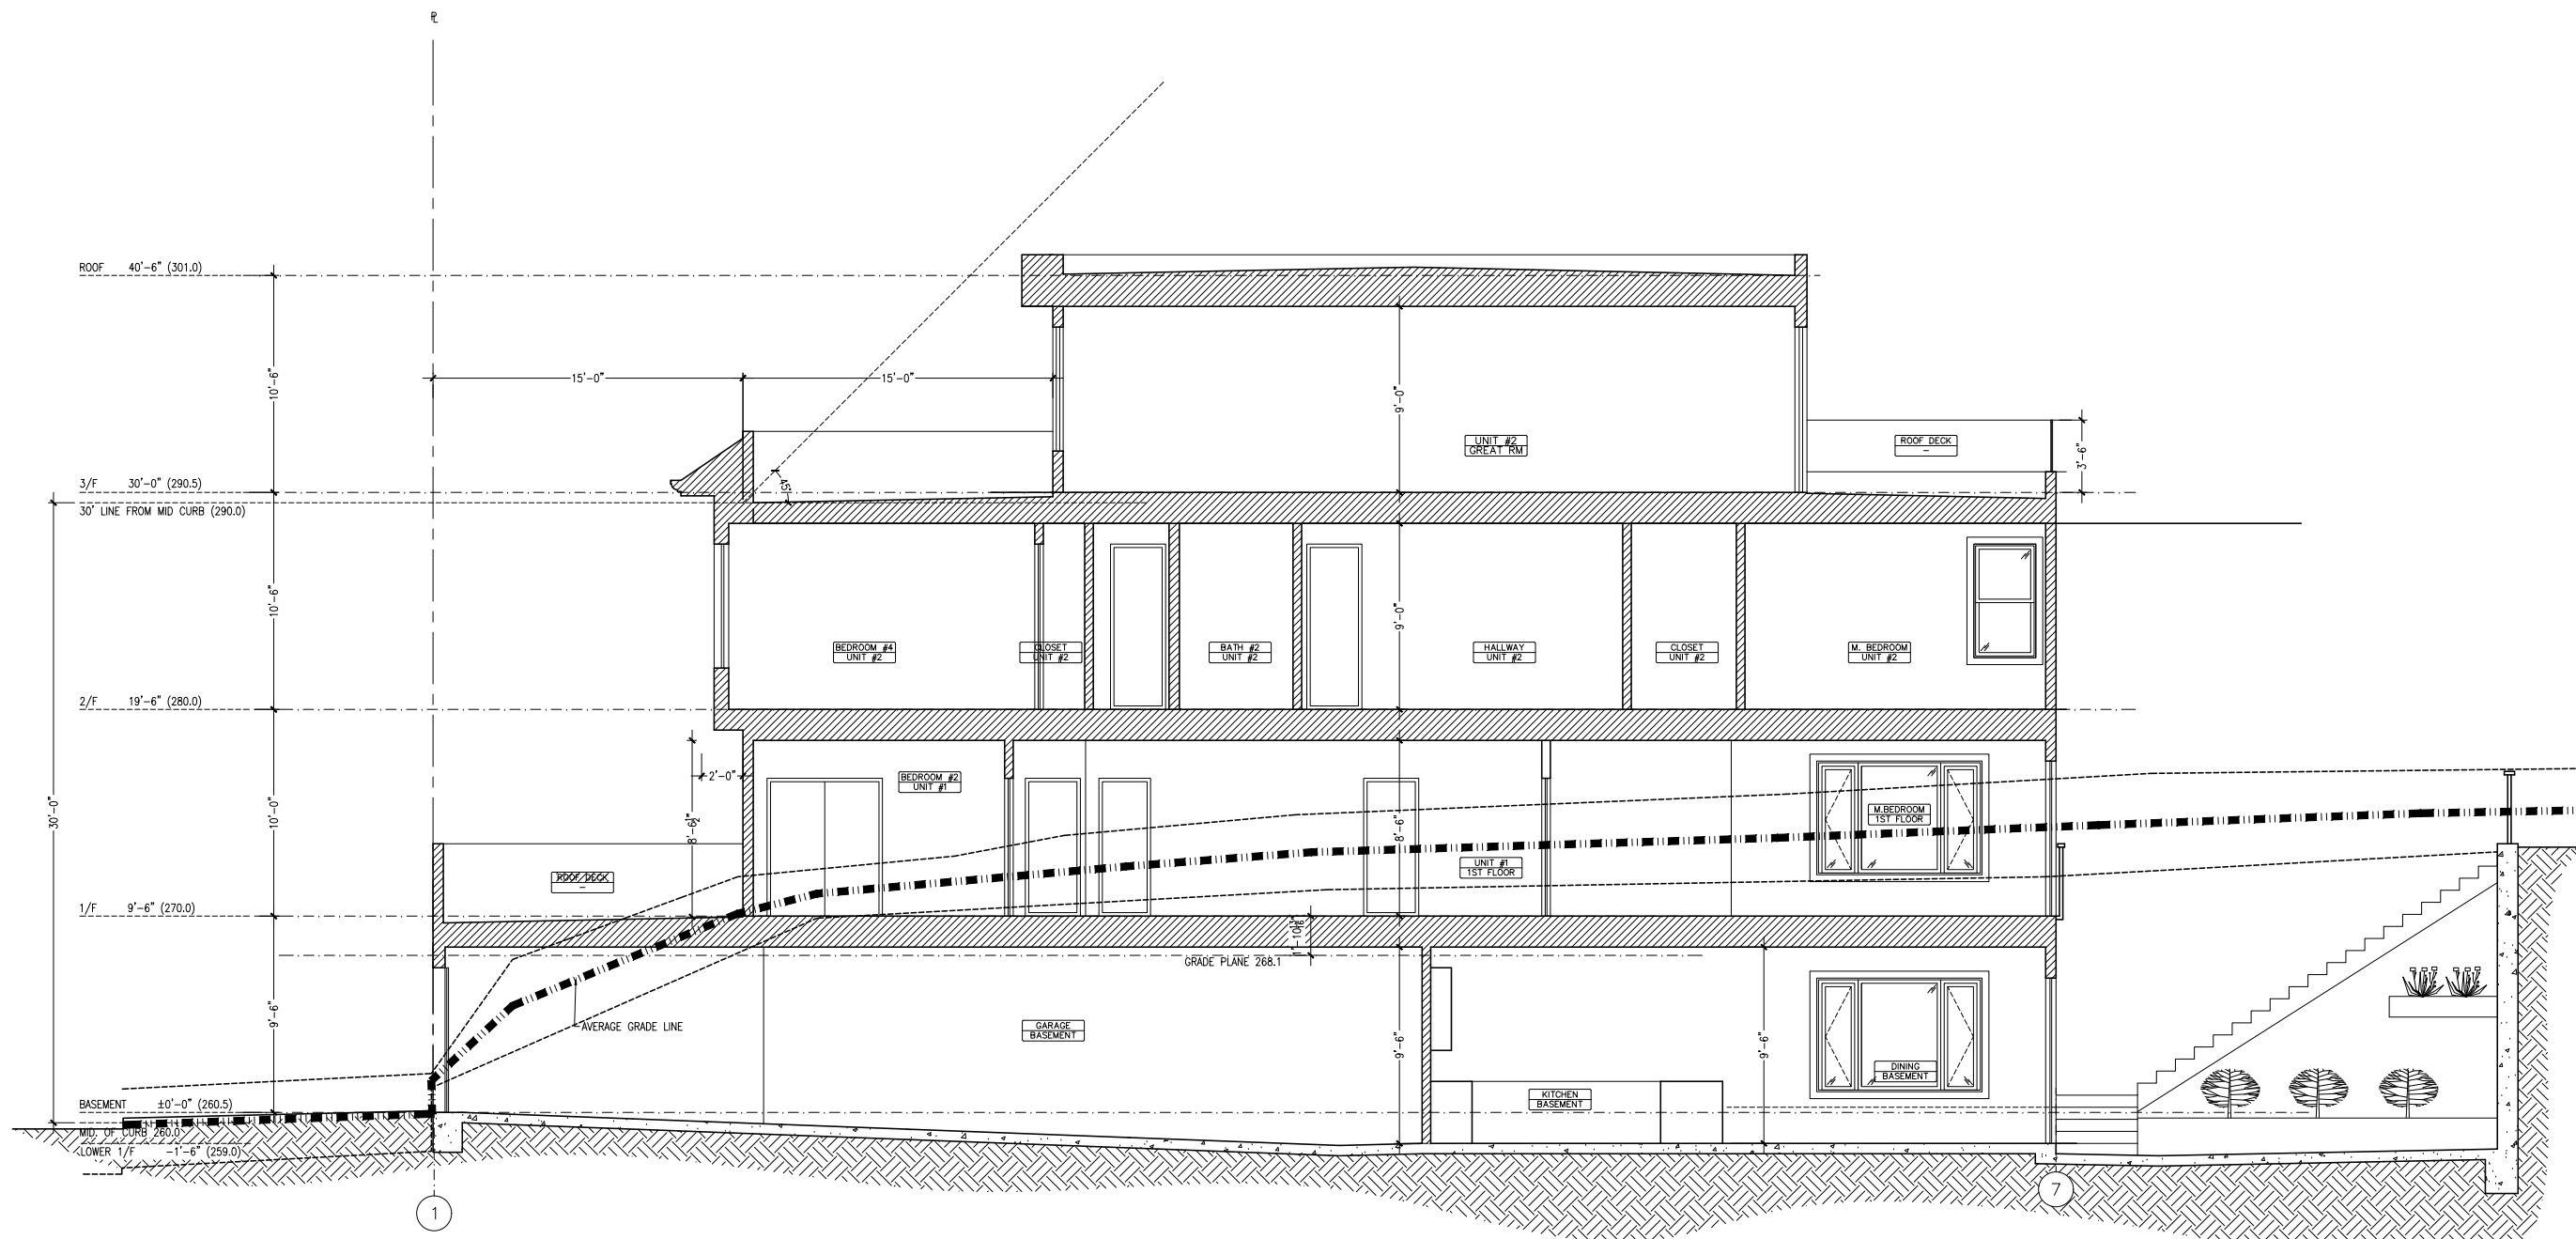 ℄
ROOF 40'-6" (301.0)
10'-6"
15'-0"
15'-0"
9'-0"
UNIT #2
GREAT RM
ROOF DECK
-
3'-6"
45°
3/F 30'-0" (290.5)
30' LINE FROM MID CURB (290.0)
10'-6"
9'-0"
BEDROOM #4
UNIT #2
CLOSET
UNIT #2
BATH #2
UNIT #2
HALLWAY
UNIT #2
CLOSET
UNIT #2
M. BEDROOM
UNIT #2
2/F 19'-6" (280.0)
30'-0"
10'-0"
2'-0"
8'-6½"
BEDROOM #2
UNIT #1
8'-6"
M.BEDROOM
1ST FLOOR
UNIT #1
1ST FLOOR
ROOF DECK
-
1/F 9'-6" (270.0)
GRADE PLANE 268.1
9'-6"
AVERAGE GRADE LINE
GARAGE
BASEMENT
9'-6"
9'-6"
DINING
BASEMENT
KITCHEN
BASEMENT
BASEMENT ±0'-0" (260.5)
MID. OF CURB 260.0
LOWER 1/F -1'-6" (259.0)
1
7